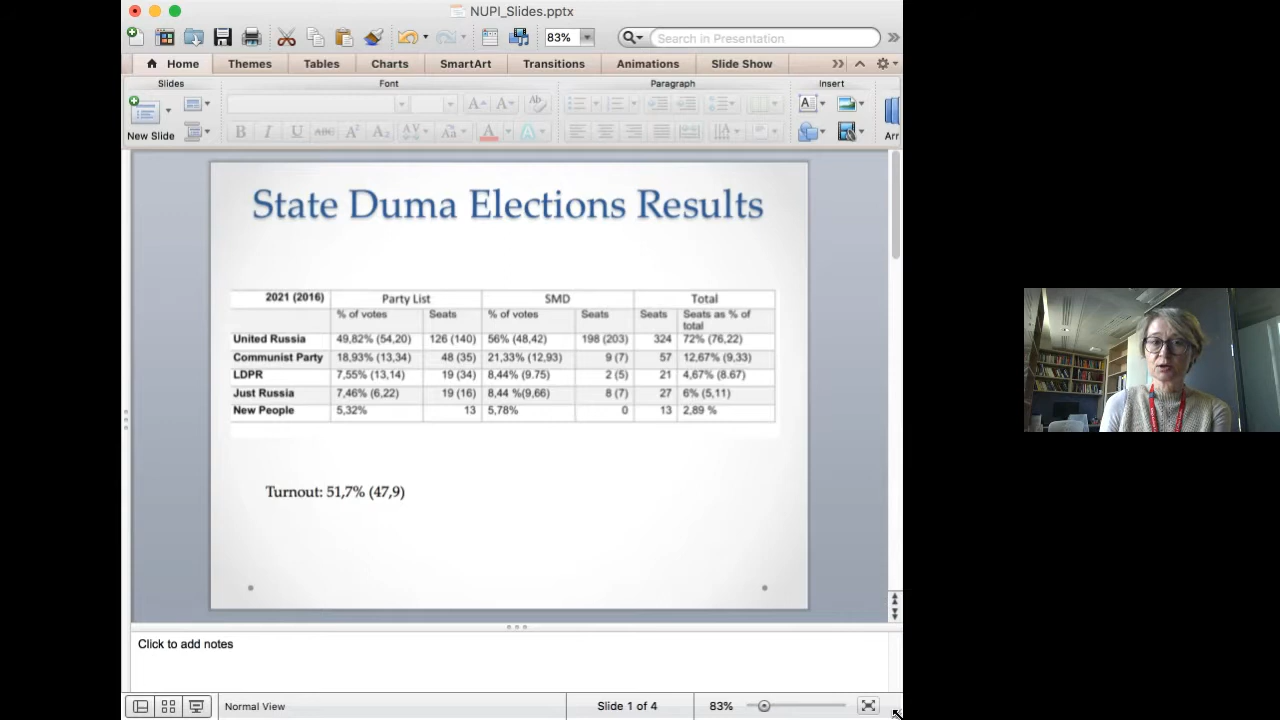 NUPI_Slides.pptx
83%
Search in Presentation
Home Themes Tables Charts SmartArt Transitions Animations Slide Show
Slides Font Paragraph Insert
New Slide
B I U ABC A² A₂ AV Aa A A
Arr
State Duma Elections Results
2021 (2016) Party List SMD Total
% of votes Seats % of votes Seats Seats Seats as % of
total
United Russia 49,82% (54,20) 126 (140) 56% (48,42) 198 (203) 324 72% (76,22)
Communist Party 18,93% (13,34) 48 (35) 21,33% (12,93) 9 (7) 57 12,67% (9,33)
LDPR 7,55% (13,14) 19 (34) 8,44% (9.75) 2 (5) 21 4,67% (8.67)
Just Russia 7,46% (6,22) 19 (16) 8,44 %(9,66) 8 (7) 27 6% (5,11)
New People 5,32% 13 5,78% 0 13 2,89 %
Turnout: 51,7% (47,9)
Click to add notes
Normal View Slide 1 of 4 83%